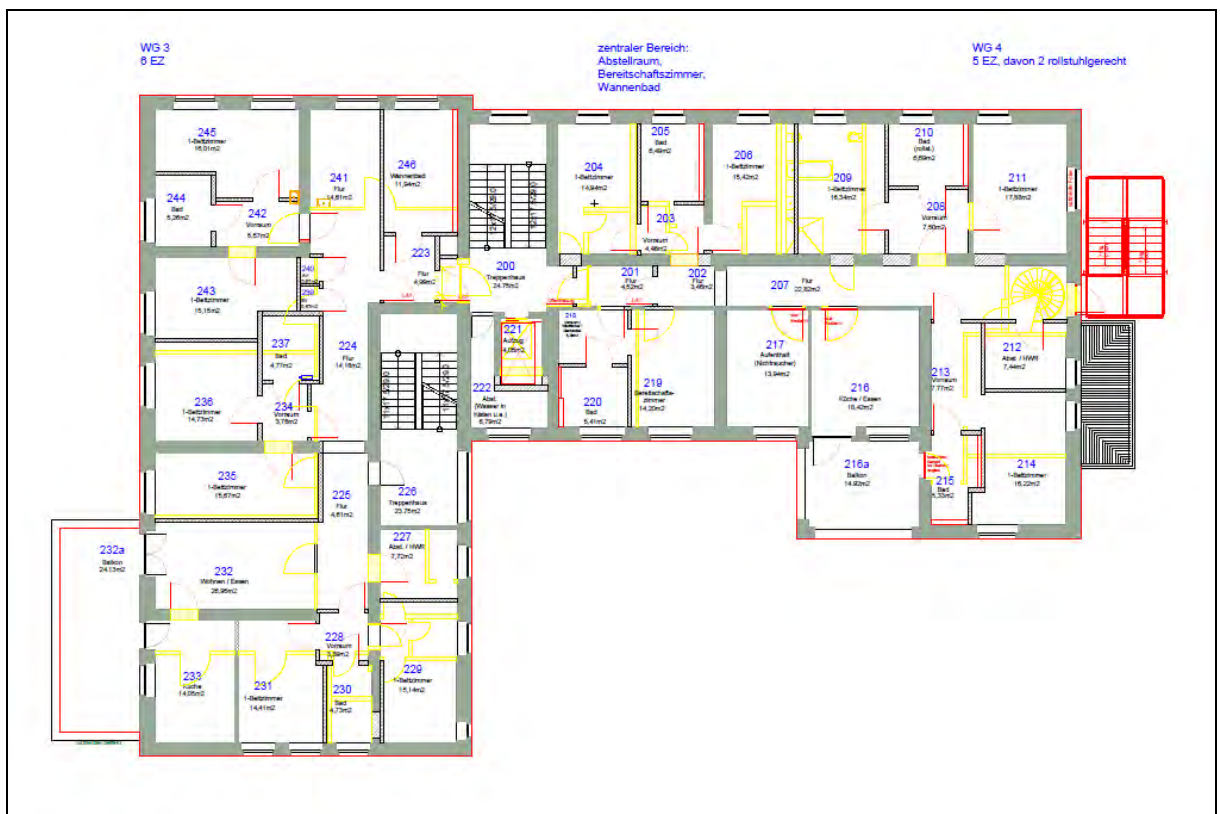 WG 3
6 EZ
zentraler Bereich:
Abstellraum,
Bereitschaftszimmer,
Wannenbad
WG 4
5 EZ, davon 2 rollstuhlgerecht
245
1-Bettzimmer
16,01m2
244
Bad
5,26m2
242
Vorraum
241
Flur
14,61m2
246
Wannenbad
11,94m2
204
1-Bettzimmer
14,94m2
205
Bad
6,49m2
203
Vorraum
4,46m2
206
1-Bettzimmer
15,42m2
209
1-Bettzimmer
16,34m2
210
Bad
(rollst.)
6,69m2
208
Vorraum
7,50m2
211
1-Bettzimmer
17,93m2
243
1-Bettzimmer
15,15m2
240
239
223
Flur
4,99m2
200
Treppenhaus
24,75m2
201
Flur
4,52m2
202
Flur
3,46m2
207
Flur
22,82m2
237
Bad
4,77m2
224
Flur
14,16m2
236
1-Bettzimmer
14,73m2
234
Vorraum
3,75m2
221
Aufzug
4,05m2
222
Abst.
(Wasser in
Kästen u.a.)
6,79m2
218
220
Bad
5,41m2
219
Bereitschafts-
zimmer
14,20m2
217
Aufenthalt
(Nichtraucher)
13,94m2
216
Küche / Essen
16,42m2
213
Vorraum
7,77m2
212
Abst. / HWR
7,44m2
235
1-Bettzimmer
15,67m2
225
Flur
4,61m2
226
Treppenhaus
23,75m2
216a
Balkon
14,92m2
215
Bad
5,33m2
214
1-Bettzimmer
16,22m2
232a
Balkon
24,13m2
232
Wohnen / Essen
26,95m2
227
Abst. / HWR
7,72m2
228
Vorraum
3,59m2
233
Küche
14,05m2
231
1-Bettzimmer
14,41m2
230
Bad
4,73m2
229
1-Bettzimmer
15,14m2